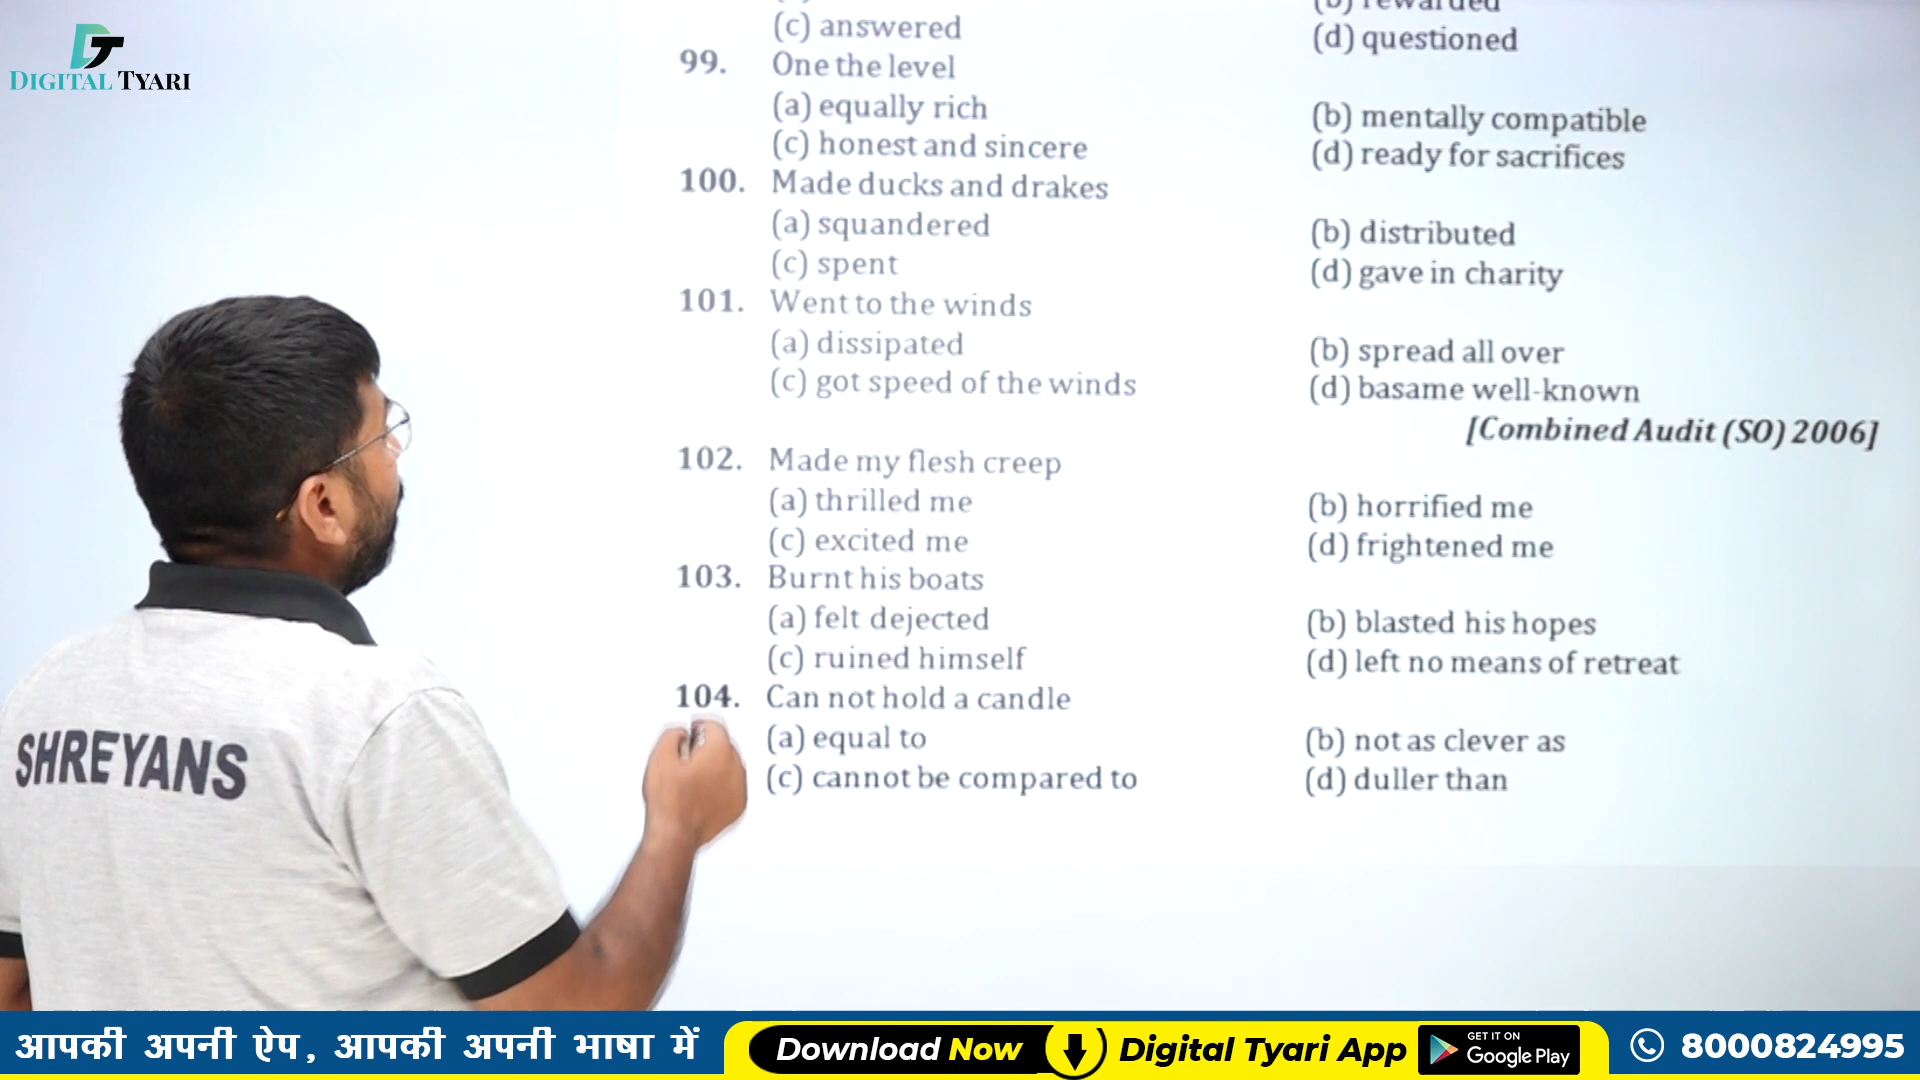 DT
DIGITAL TYARI
(b) rewarded
(c) answered
(d) questioned
99. One the level
(a) equally rich
(b) mentally compatible
(c) honest and sincere
(d) ready for sacrifices
100. Made ducks and drakes
(a) squandered
(b) distributed
(c) spent
(d) gave in charity
101. Went to the winds
(a) dissipated
(b) spread all over
(c) got speed of the winds
(d) basame well-known
[Combined Audit (SO) 2006]
102. Made my flesh creep
(a) thrilled me
(b) horrified me
(c) excited me
(d) frightened me
103. Burnt his boats
(a) felt dejected
(b) blasted his hopes
(c) ruined himself
(d) left no means of retreat
104. Can not hold a candle
(a) equal to
(b) not as clever as
(c) cannot be compared to
(d) duller than
SHREYANS
आपकी अपनी ऐप, आपकी अपनी भाषा में
Download Now
Digital Tyari App
GET IT ON
Google Play
8000824995